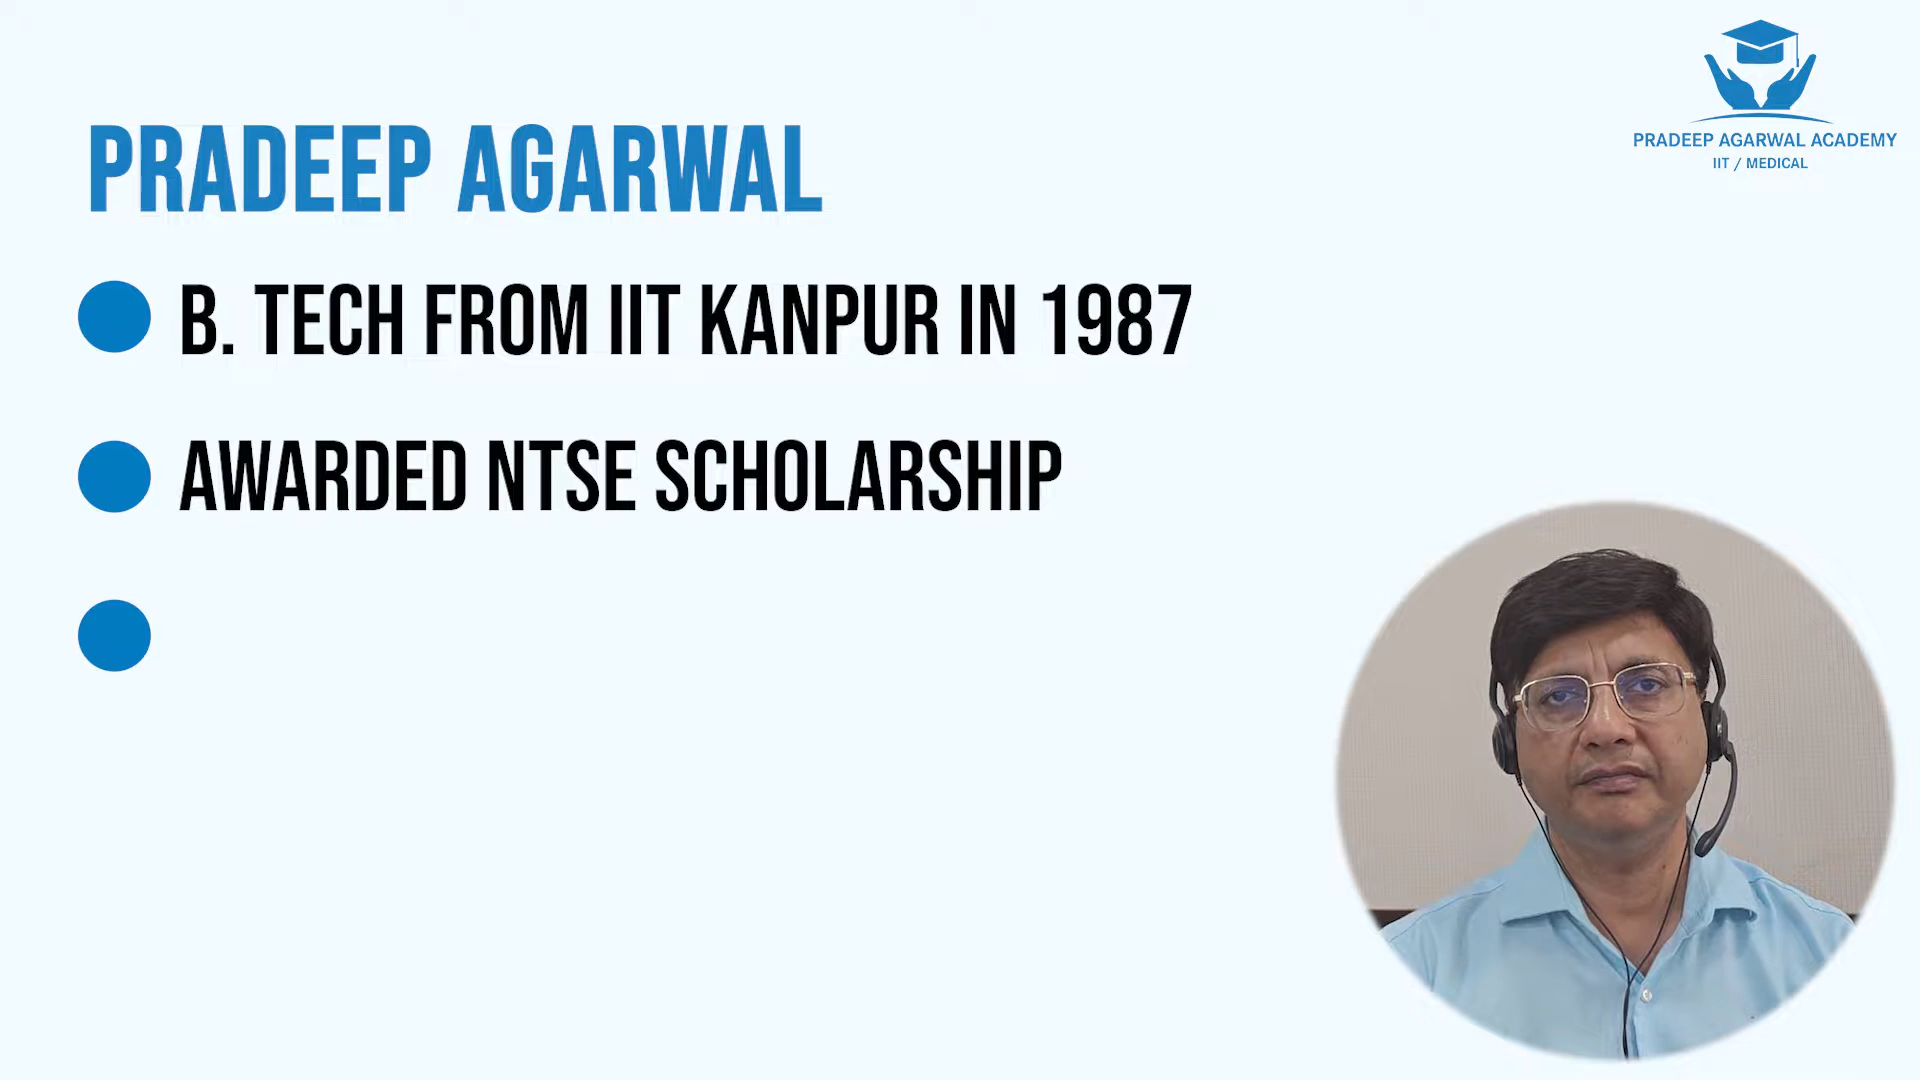 PRADEEP AGARWAL ACADEMY
IIT / MEDICAL
PRADEEP AGARWAL
B. TECH FROM IIT KANPUR IN 1987
AWARDED NTSE SCHOLARSHIP